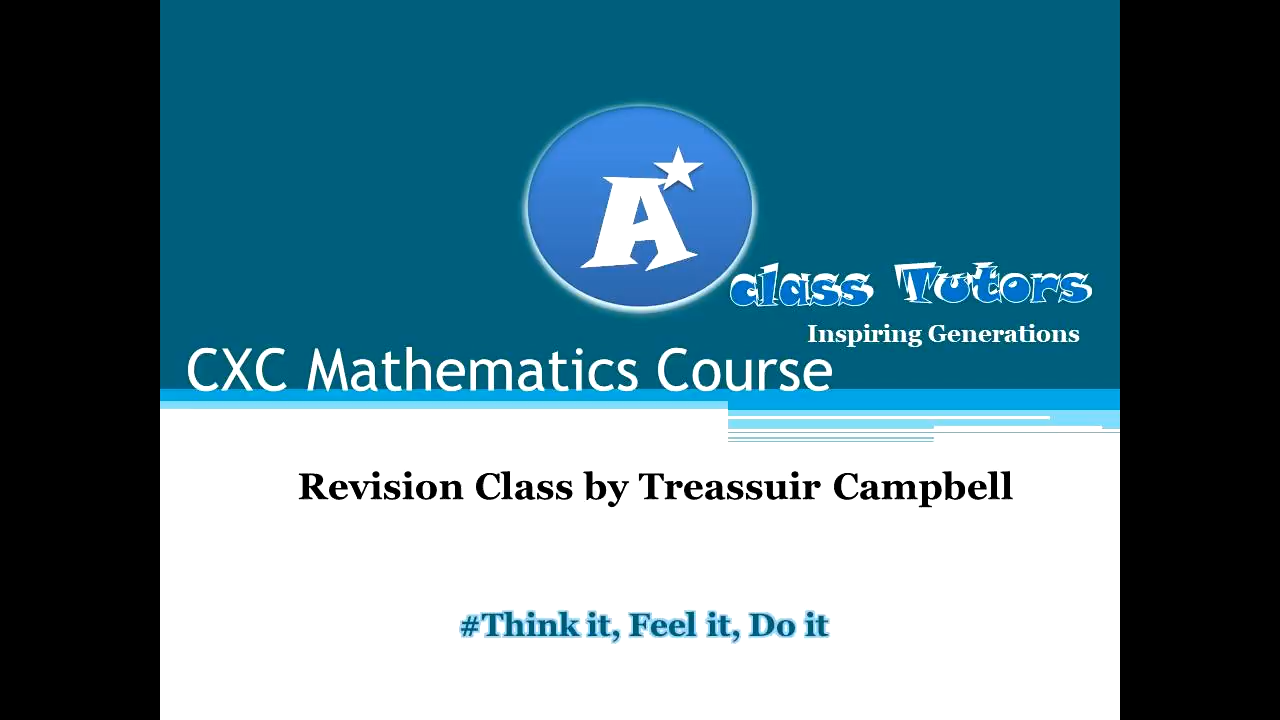 A
class Tutors
Inspiring Generations
CXC Mathematics Course
Revision Class by Treassuir Campbell
#Think it, Feel it, Do it